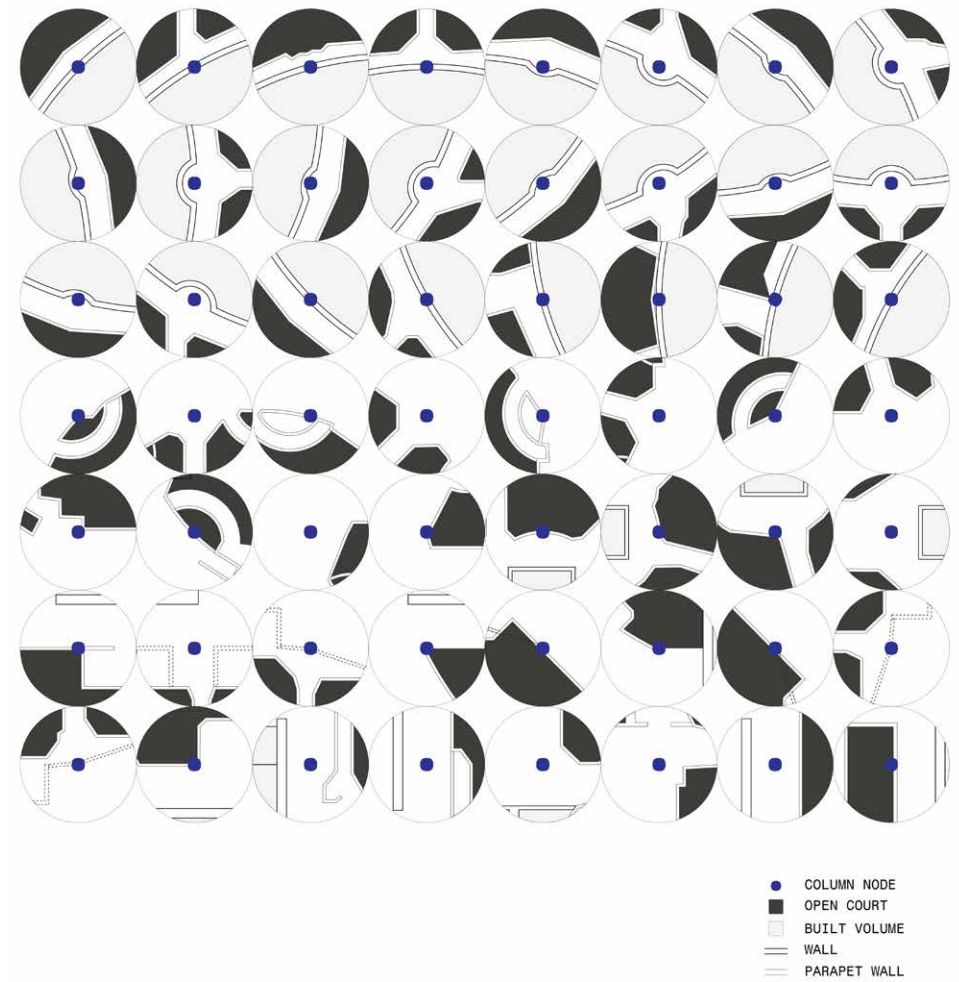 COLUMN NODE
OPEN COURT
BUILT VOLUME
WALL
PARAPET WALL